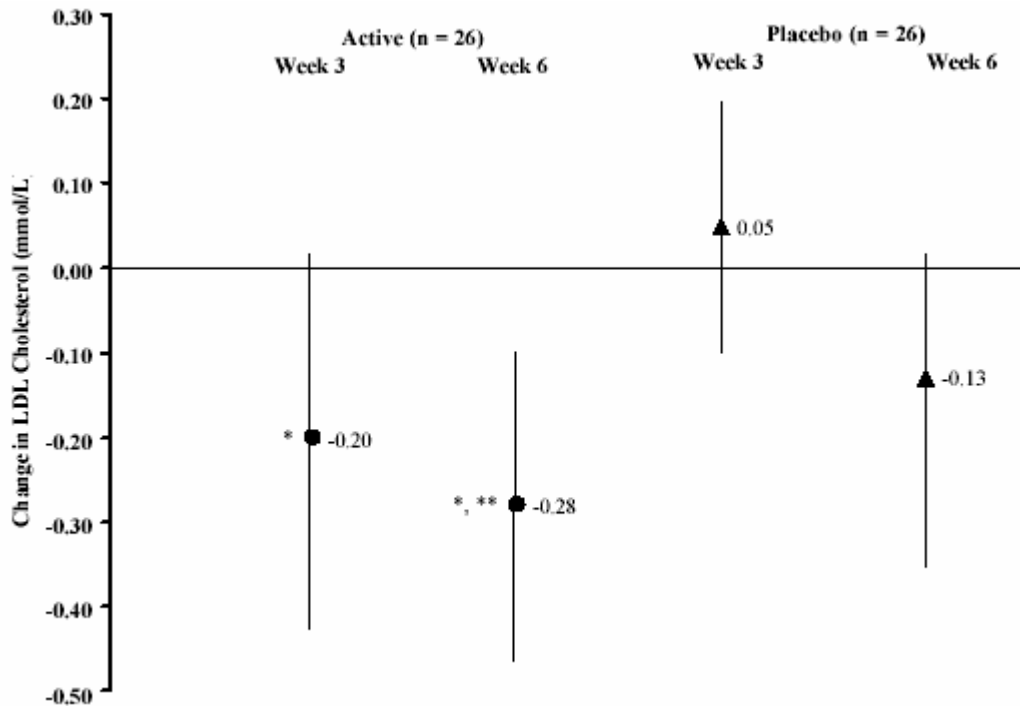 Active (n = 26)
Placebo (n = 26)
Week 3
Week 6
Week 3
Week 6
Change in LDL Cholesterol (mmol/L
0.30
0.20
0.10
0.00
-0.10
-0.20
-0.30
-0.40
-0.50
* -0.20
*, ** -0.28
0.05
-0.13